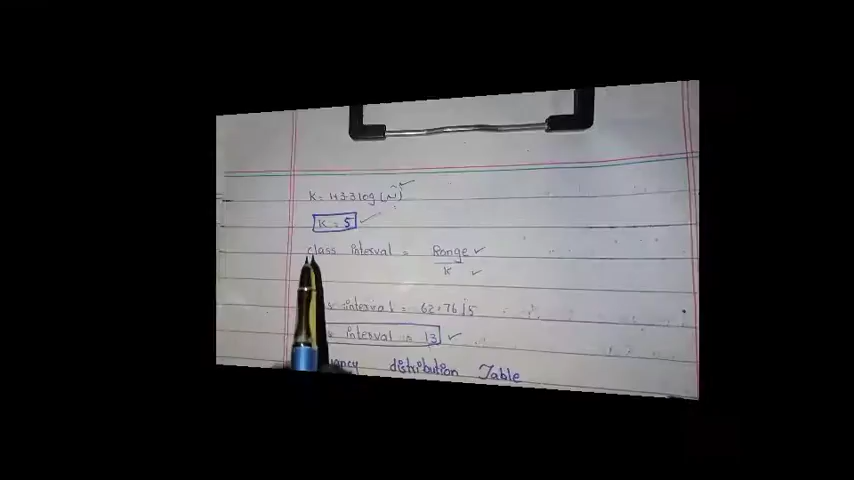 K = 1+3.3 log (N)
K = 5
class interval = Range
K
interval = 62.76/5
interval is 13
distribution Table